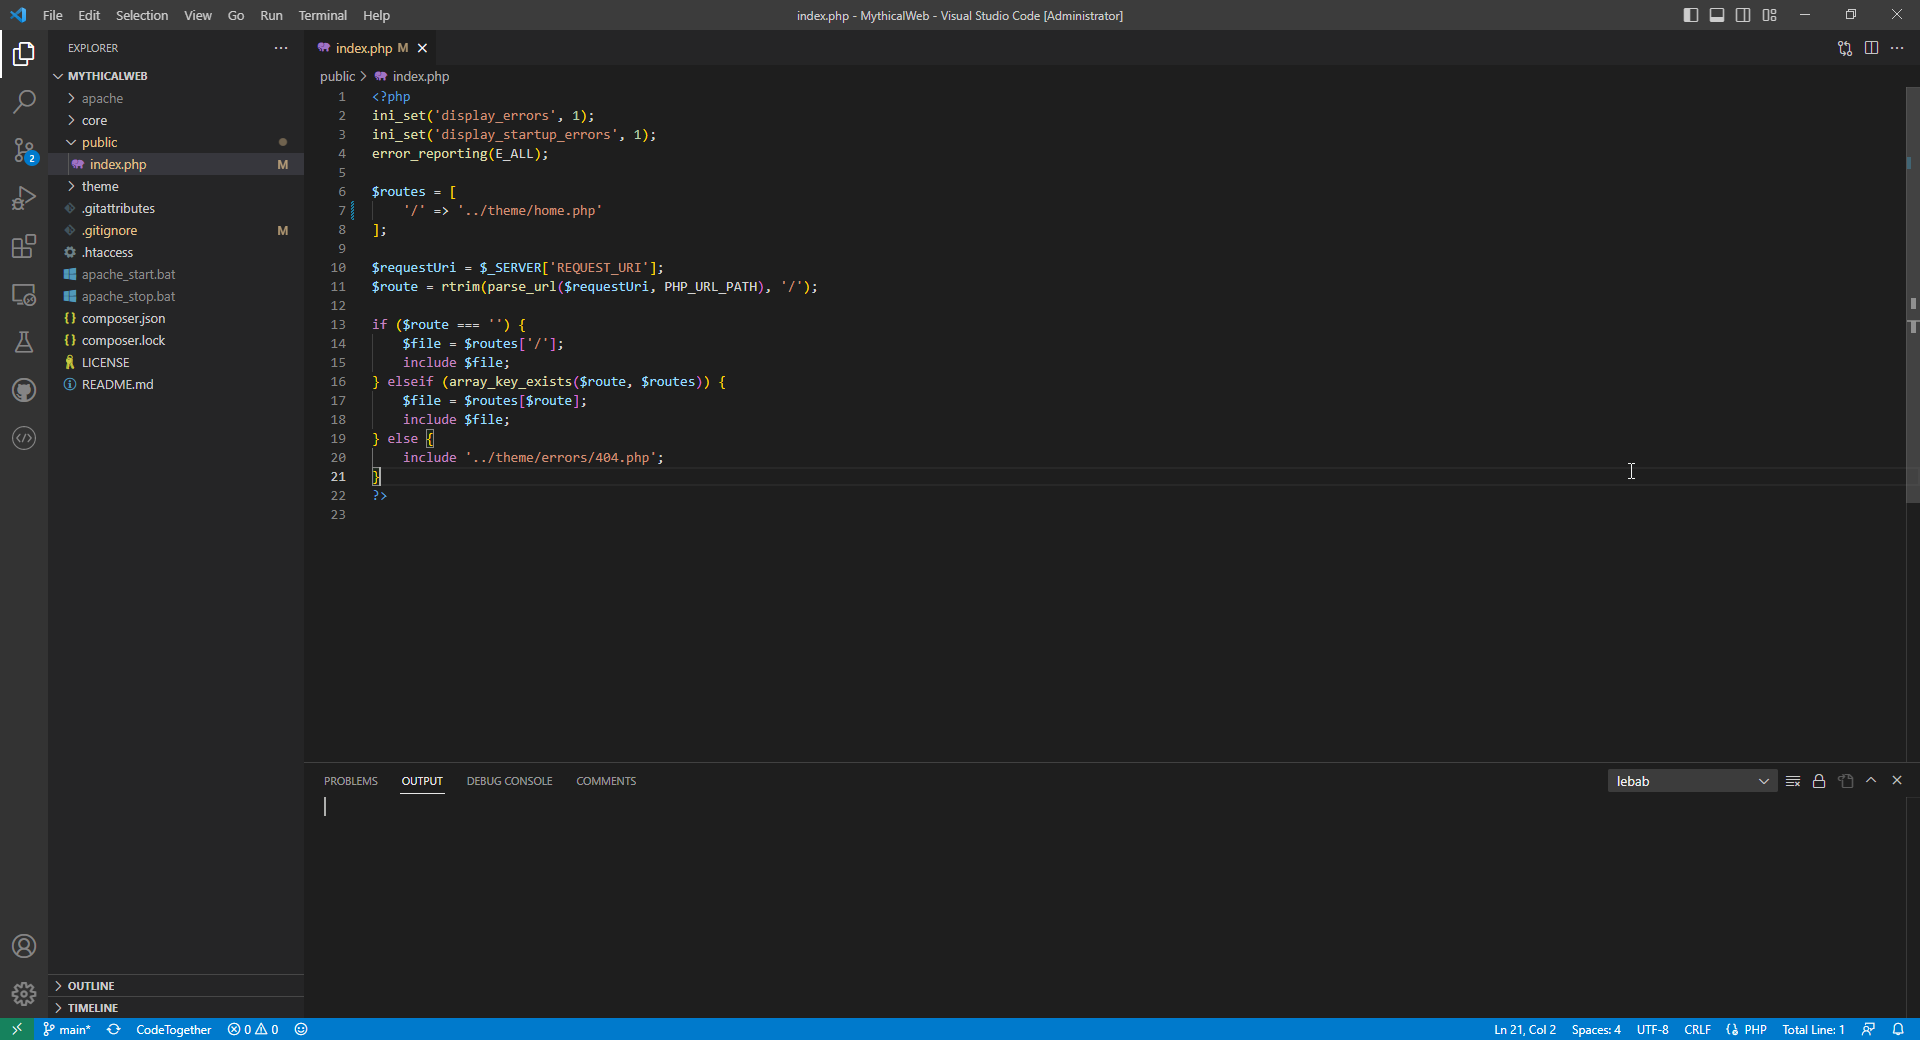 File Edit Selection View Go Run Terminal Help
index.php - MythicalWeb - Visual Studio Code [Administrator]
EXPLORER
MYTHICALWEB
apache
core
public
index.php M
theme
.gitattributes
.gitignore M
.htaccess
apache_start.bat
apache_stop.bat
composer.json
composer.lock
LICENSE
README.md
OUTLINE
TIMELINE
2
index.php M
public > index.php
1 <?php
2 ini_set('display_errors', 1);
3 ini_set('display_startup_errors', 1);
4 error_reporting(E_ALL);
5
6 $routes = [
7     '/' => '../theme/home.php'
8 ];
9
10 $requestUri = $_SERVER['REQUEST_URI'];
11 $route = rtrim(parse_url($requestUri, PHP_URL_PATH), '/');
12
13 if ($route === '') {
14     $file = $routes['/'];
15     include $file;
16 } elseif (array_key_exists($route, $routes)) {
17     $file = $routes[$route];
18     include $file;
19 } else {
20     include '../theme/errors/404.php';
21 }
22 ?>
23
PROBLEMS OUTPUT DEBUG CONSOLE COMMENTS
lebab
main* CodeTogether 0 0
Ln 21, Col 2 Spaces: 4 UTF-8 CRLF PHP Total Line: 1